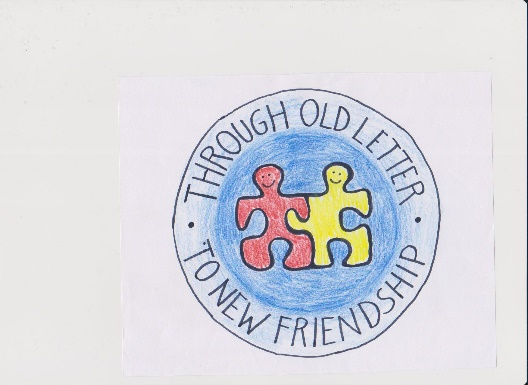 THROUGH OLD LETTER
TO NEW FRIENDSHIP